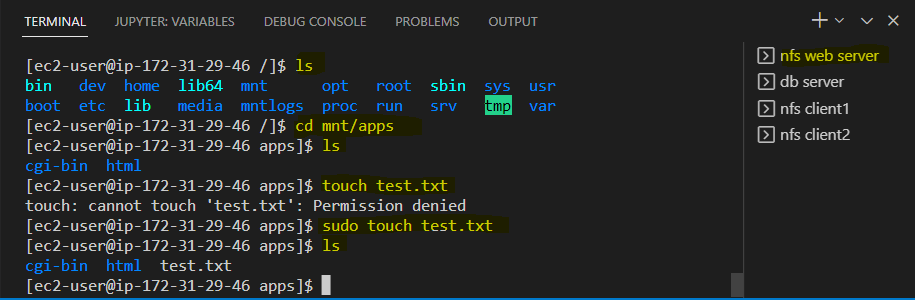 TERMINAL JUPYTER: VARIABLES DEBUG CONSOLE PROBLEMS OUTPUT
[ec2-user@ip-172-31-29-46 /]$ ls
bin dev home lib64 mnt opt root sbin sys usr
boot etc lib media mntlogs proc run srv tmp var
[ec2-user@ip-172-31-29-46 /]$ cd mnt/apps
[ec2-user@ip-172-31-29-46 apps]$ ls
cgi-bin html
[ec2-user@ip-172-31-29-46 apps]$ touch test.txt
touch: cannot touch 'test.txt': Permission denied
[ec2-user@ip-172-31-29-46 apps]$ sudo touch test.txt
[ec2-user@ip-172-31-29-46 apps]$ ls
cgi-bin html test.txt
[ec2-user@ip-172-31-29-46 apps]$
nfs web server
db server
nfs client1
nfs client2